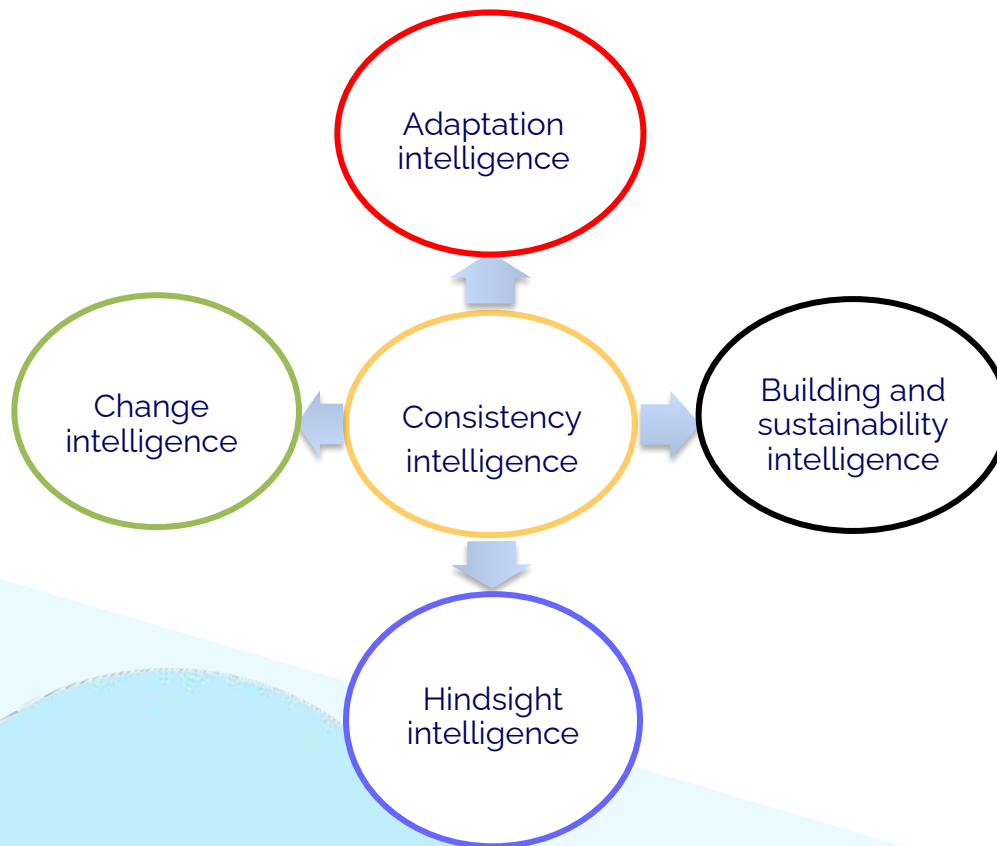 Adaptation
intelligence
Change
intelligence
Consistency
intelligence
Building and
sustainability
intelligence
Hindsight
intelligence